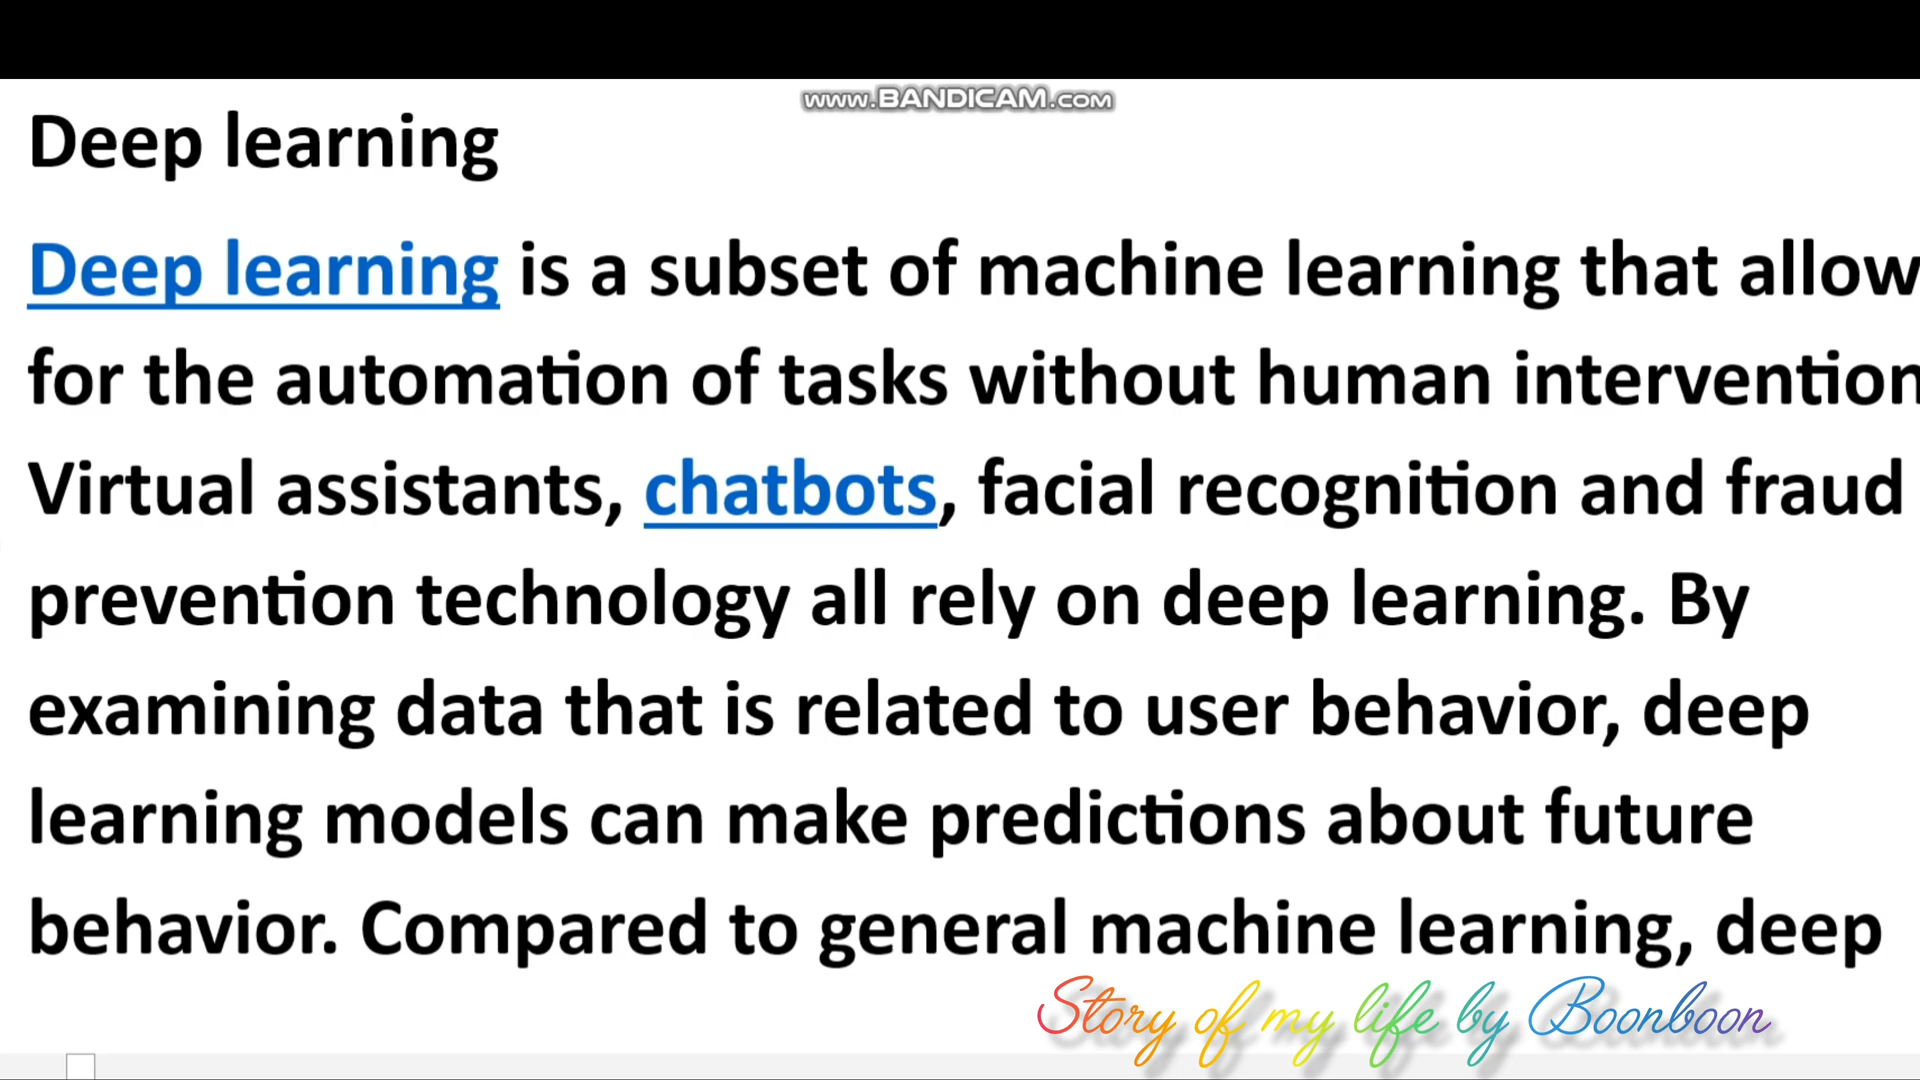 www.BANDICAM.com
Deep learning
Deep learning is a subset of machine learning that allow
for the automation of tasks without human intervention
Virtual assistants, chatbots, facial recognition and fraud
prevention technology all rely on deep learning. By
examining data that is related to user behavior, deep
learning models can make predictions about future
behavior. Compared to general machine learning, deep
Story of my life by Boonboon